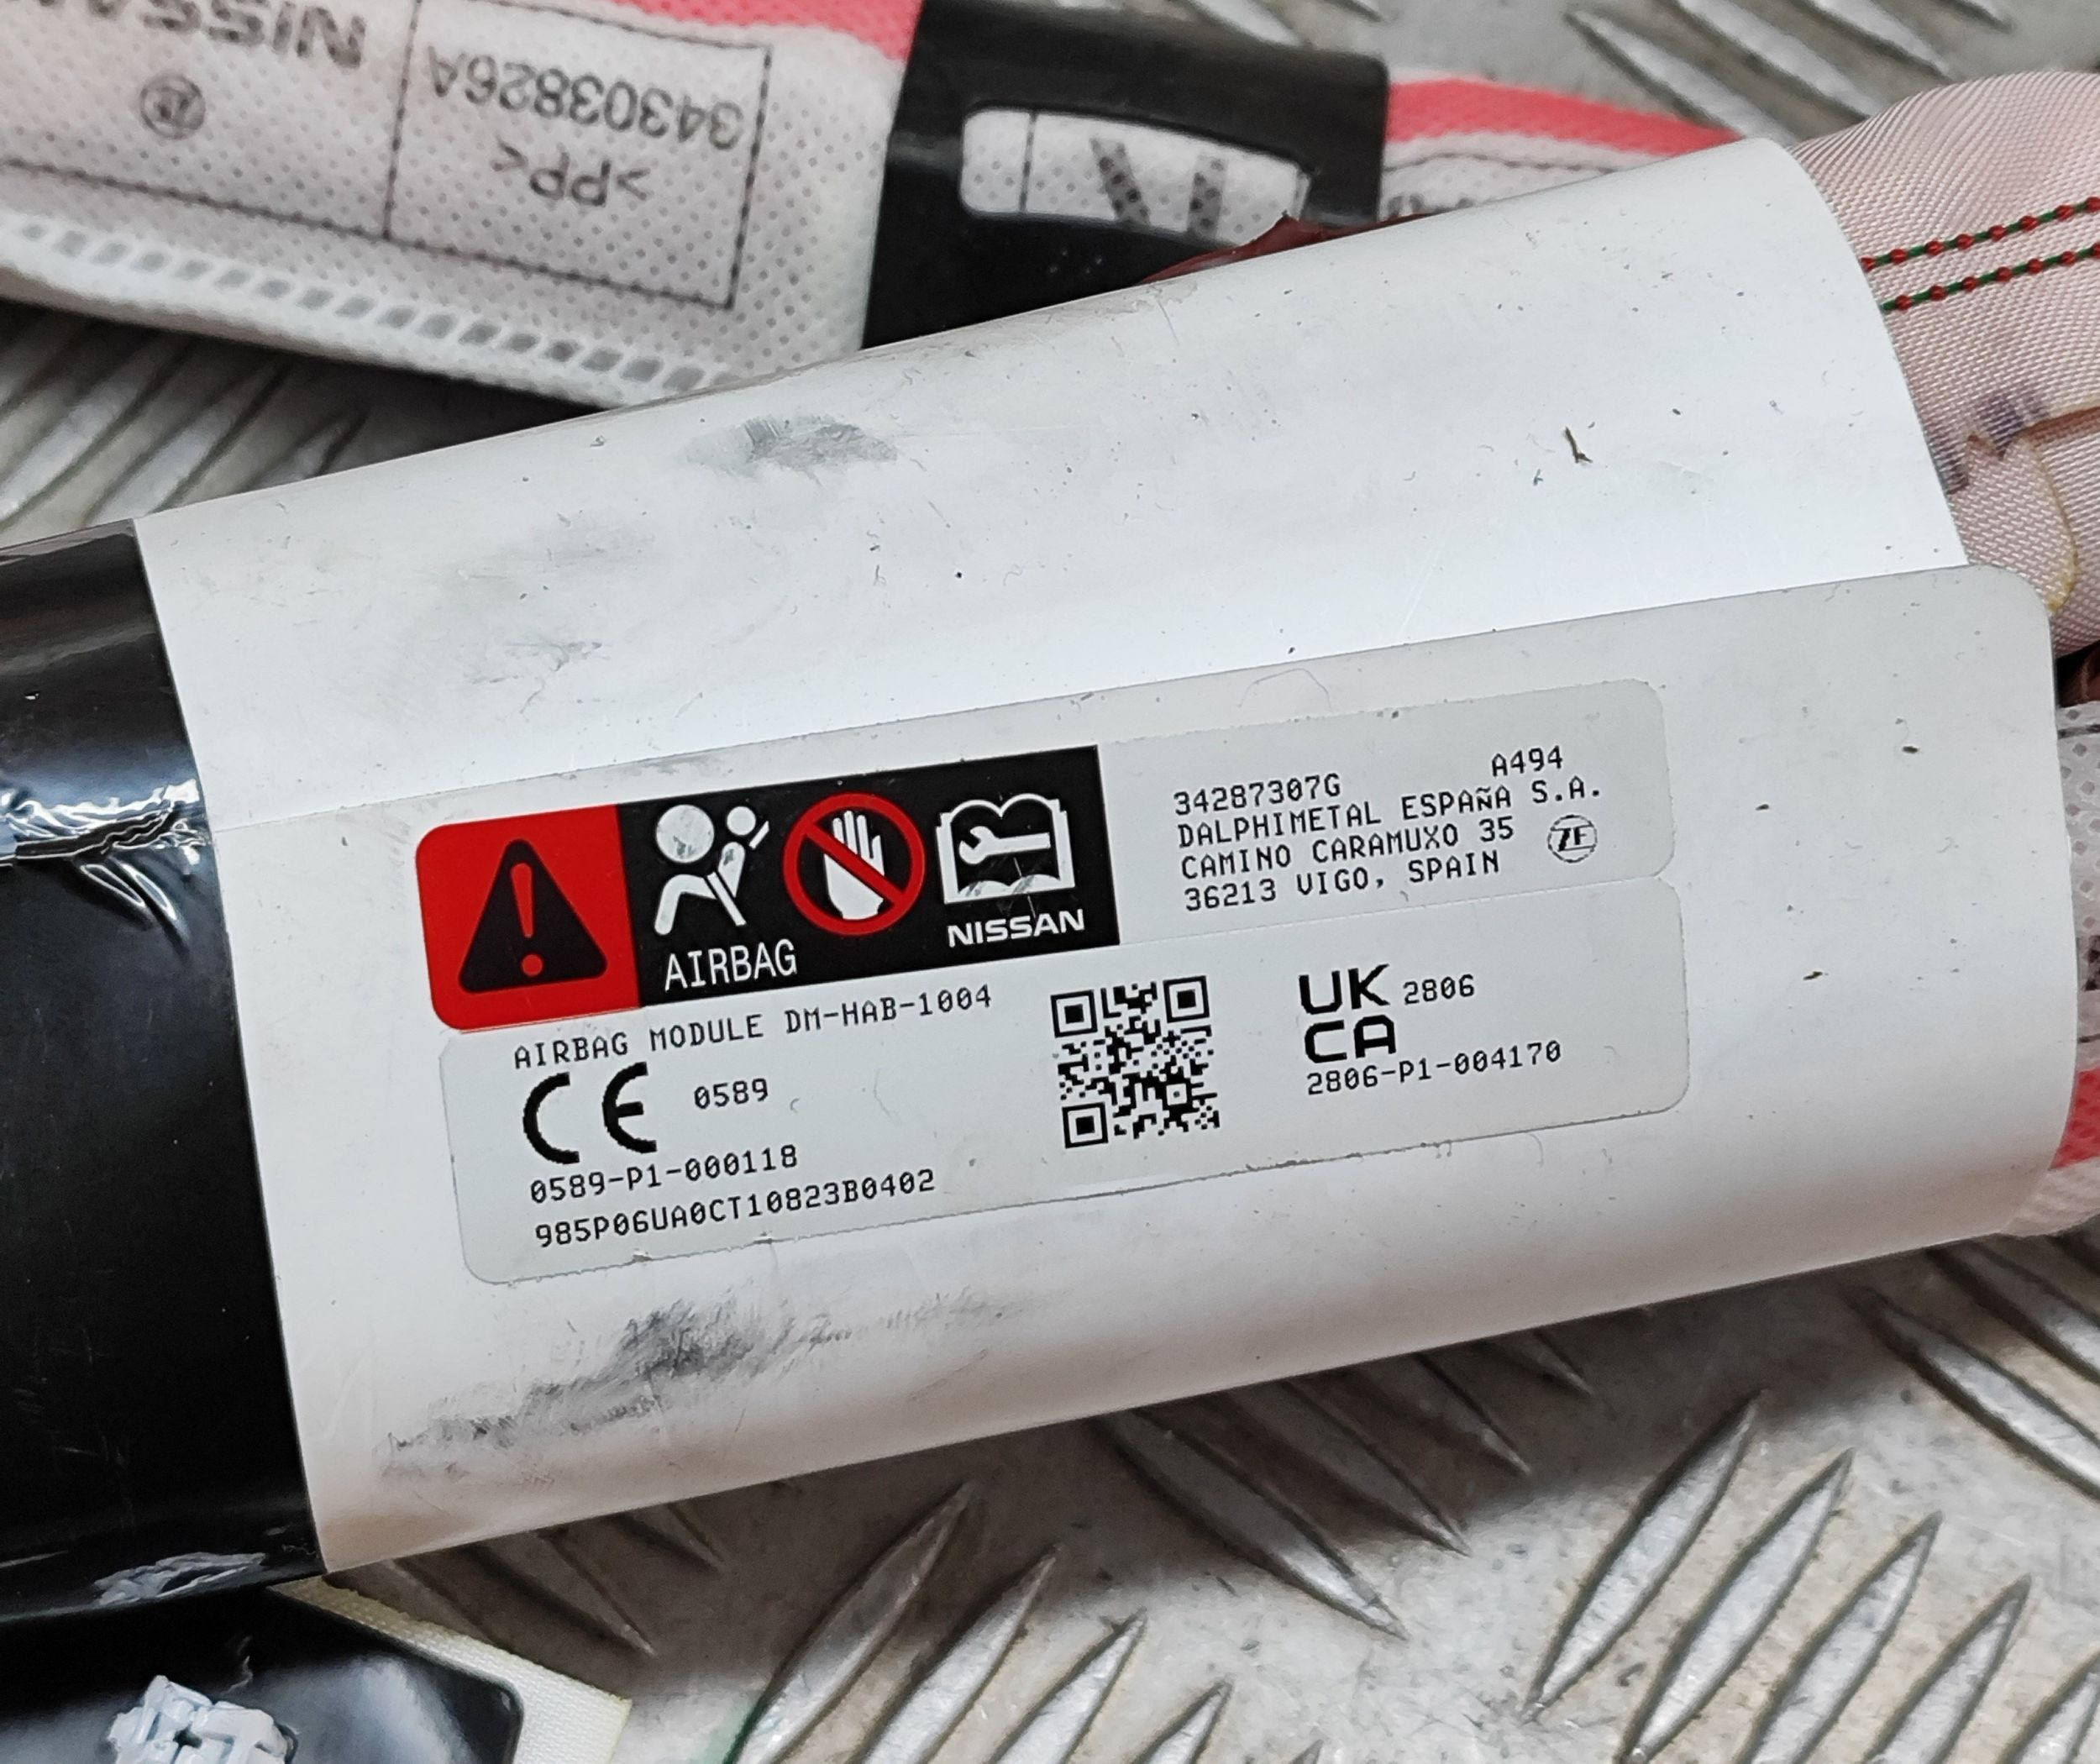 NISSAN
34303826A
>PP<
AIRBAG
NISSAN
34287307G A494
DALPHIMETAL ESPAÑA S.A.
CAMINO CARAMUXO 35
36213 VIGO, SPAIN
ZF
AIRBAG MODULE DM-HAB-1004
CE 0589
0589-P1-000118
985P06UA0CT10823B0402
UK 2806
CA
2806-P1-004170